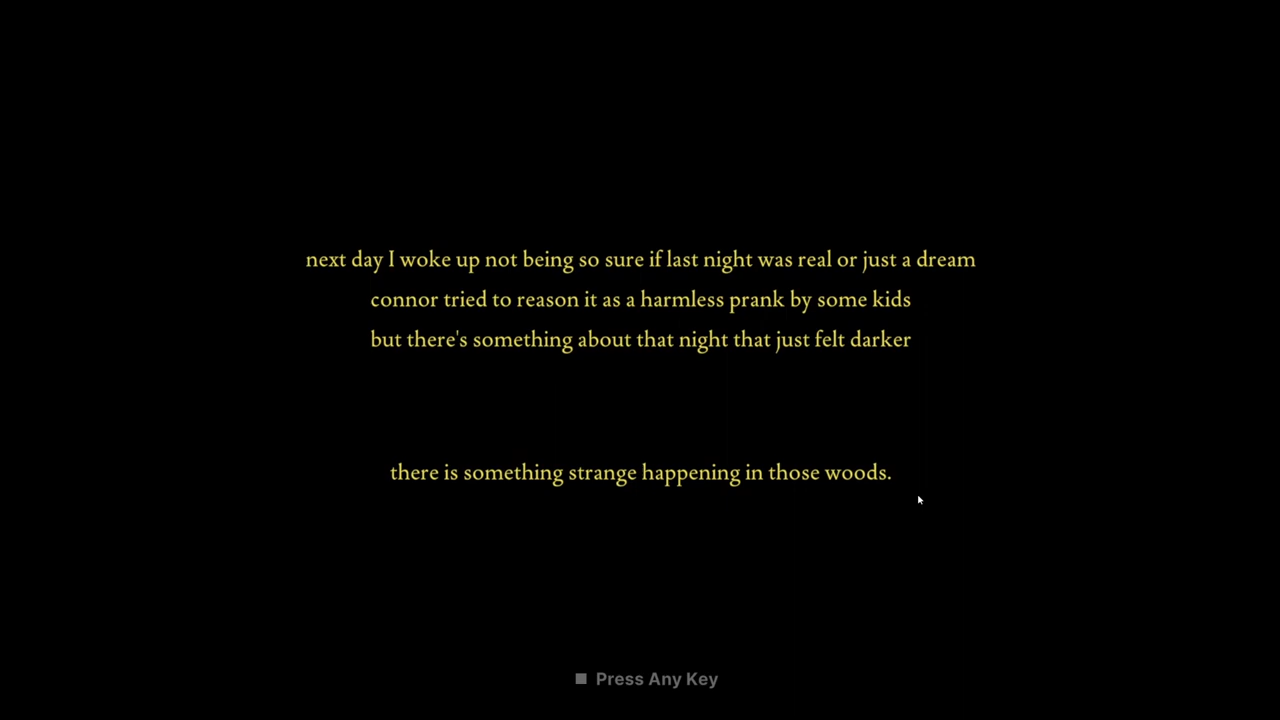 next day I woke up not being so sure if last night was real or just a dream
connor tried to reason it as a harmless prank by some kids
but there's something about that night that just felt darker
there is something strange happening in those woods.
Press Any Key